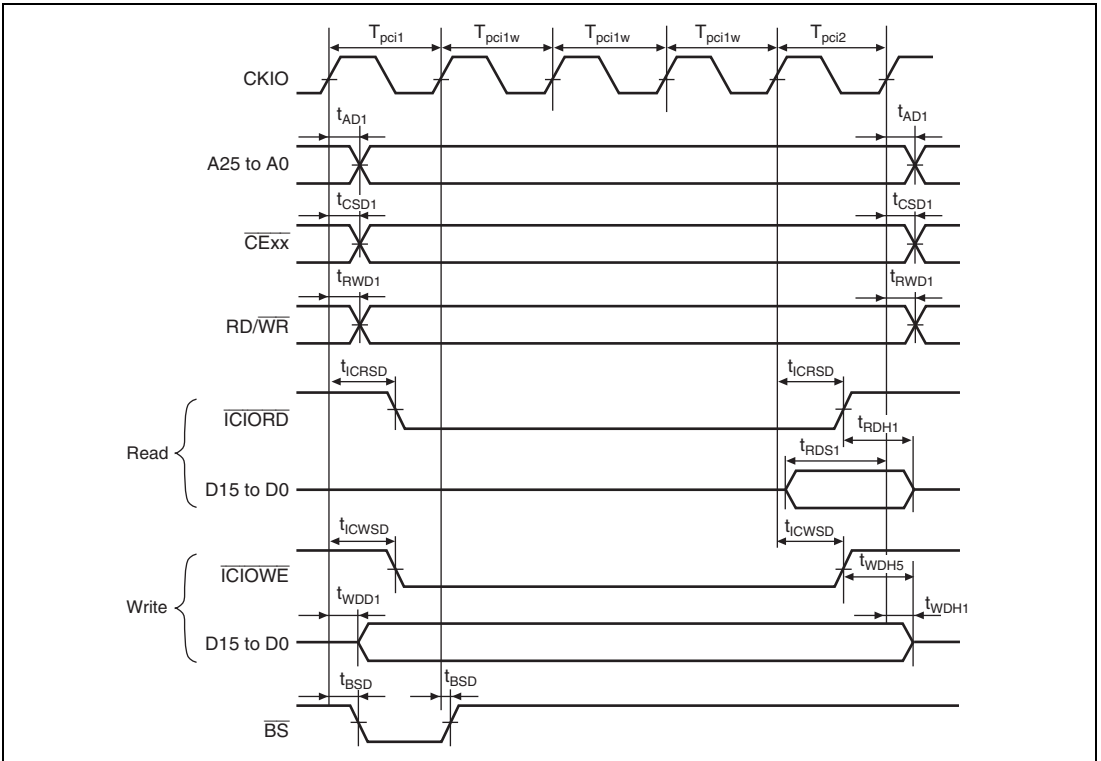 Tpci1 Tpci1w Tpci1w Tpci1w Tpci2
CKIO
tAD1 tAD1
A25 to A0
tCSD1 tCSD1
CExx
tRWD1 tRWD1
RD/WR
tICRSD tICRSD
ICIORD
tRDH1
Read
tRDS1
D15 to D0
tICWSD tICWSD
ICIOWE
tWDH5
Write
tWDD1 tWDH1
D15 to D0
tBSD tBSD
BS